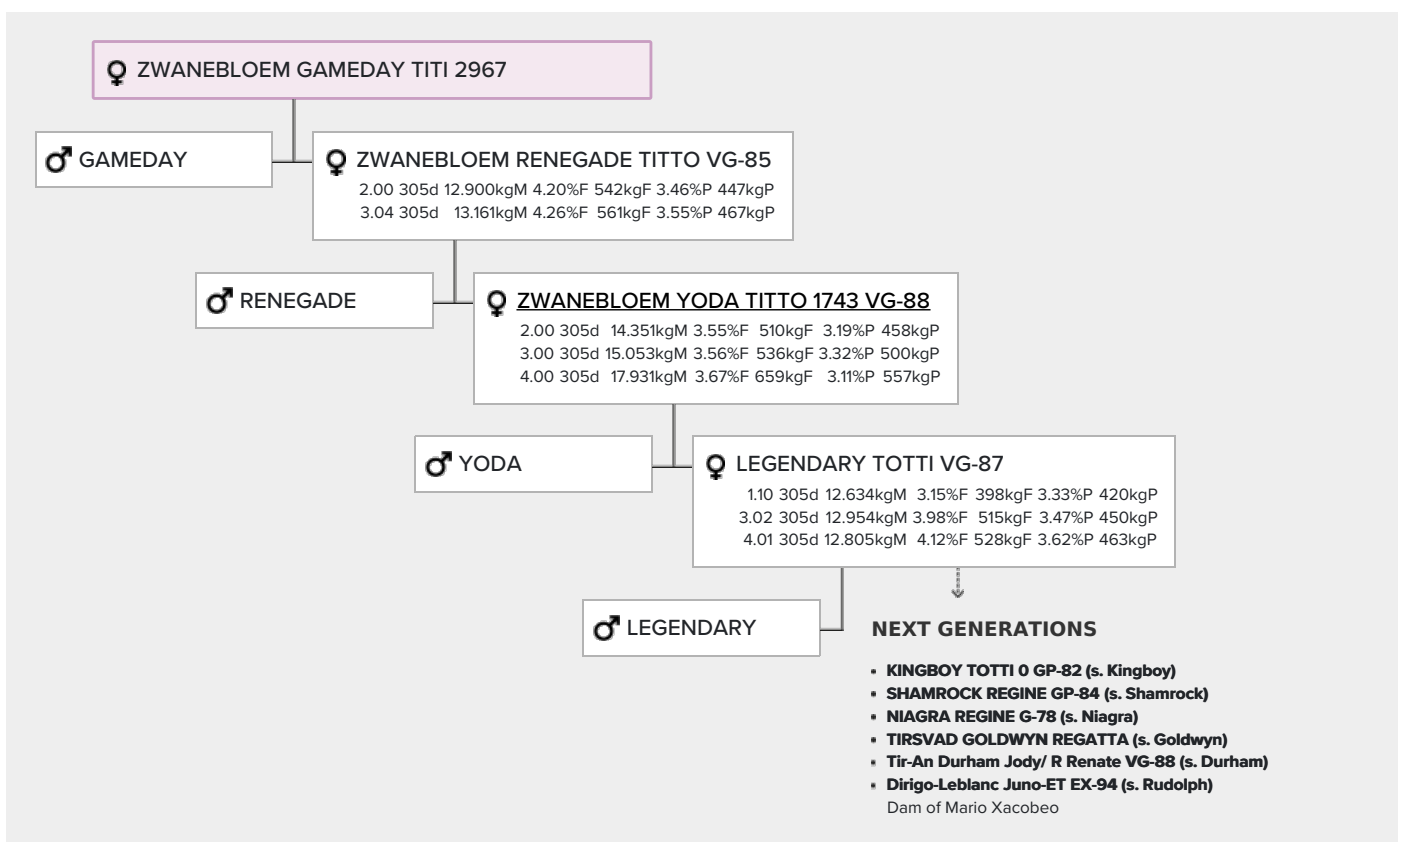 ZWANEBLOEM GAMEDAY TITI 2967
GAMEDAY
ZWANEBLOEM RENEGADE TITTO VG-85
2.00 305d 12.900kgM 4.20%F 542kgF 3.46%P 447kgP
3.04 305d 13.161kgM 4.26%F 561kgF 3.55%P 467kgP
RENEGADE
ZWANEBLOEM YODA TITTO 1743 VG-88
2.00 305d 14.351kgM 3.55%F 510kgF 3.19%P 458kgP
3.00 305d 15.053kgM 3.56%F 536kgF 3.32%P 500kgP
4.00 305d 17.931kgM 3.67%F 659kgF 3.11%P 557kgP
YODA
LEGENDARY TOTTI VG-87
1.10 305d 12.634kgM 3.15%F 398kgF 3.33%P 420kgP
3.02 305d 12.954kgM 3.98%F 515kgF 3.47%P 450kgP
4.01 305d 12.805kgM 4.12%F 528kgF 3.62%P 463kgP
LEGENDARY
NEXT GENERATIONS
KINGBOY TOTTI 0 GP-82 (s. Kingboy)
SHAMROCK REGINE GP-84 (s. Shamrock)
NIAGRA REGINE G-78 (s. Niagra)
TIRSVAD GOLDWYN REGATTA (s. Goldwyn)
Tir-An Durham Jody/ R Renate VG-88 (s. Durham)
Dirigo-Leblanc Juno-ET EX-94 (s. Rudolph)
Dam of Mario Xacobeo